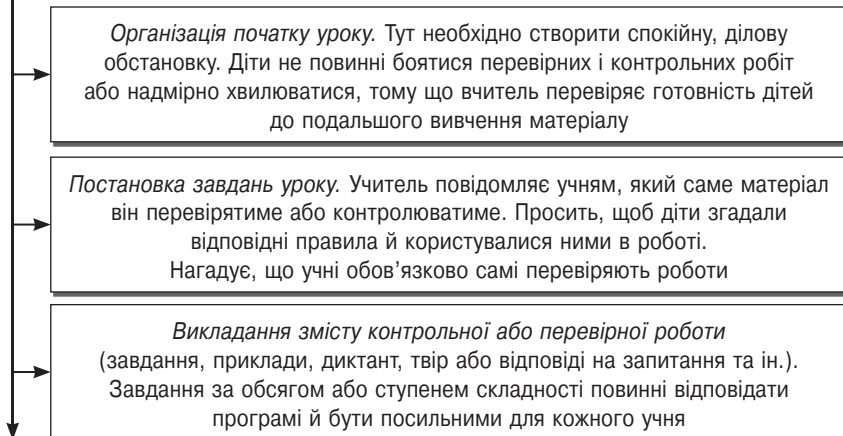 Організація початку уроку. Тут необхідно створити спокійну, ділову
обстановку. Діти не повинні боятися перевірних і контрольних робіт
або надмірно хвилюватися, тому що вчитель перевіряє готовність дітей
до подальшого вивчення матеріалу
Постановка завдань уроку. Учитель повідомляє учням, який саме матеріал
він перевірятиме або контролюватиме. Просить, щоб діти згадали
відповідні правила й користувалися ними в роботі.
Нагадує, що учні обов’язково самі перевіряють роботи
Викладання змісту контрольної або перевірної роботи
(завдання, приклади, диктант, твір або відповіді на запитання та ін.).
Завдання за обсягом або ступенем складності повинні відповідати
програмі й бути посильними для кожного учня